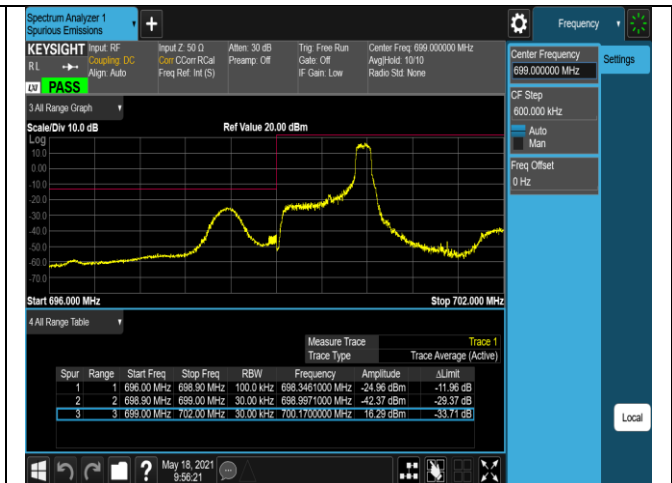 Spectrum Analyzer 1
Spurious Emissions
+
Frequency
KEYSIGHT
R L
LXI PASS
Input: RF
Coupling: DC
Align: Auto
Input Z: 50 Ω
Corr CCorr RCal
Freq Ref: Int (S)
Atten: 30 dB
Preamp: Off
Trig: Free Run
Gate: Off
IF Gain: Low
Center Freq: 699.000000 MHz
Avg|Hold: 10/10
Radio Std: None
Center Frequency
699.000000 MHz
Settings
CF Step
600.000 kHz
Auto
Man
Freq Offset
0 Hz
3 All Range Graph
Scale/Div 10.0 dB
Ref Value 20.00 dBm
Log
10.0
0.00
-10.0
-20.0
-30.0
-40.0
-50.0
-60.0
-70.0
Start 696.000 MHz
Stop 702.000 MHz
4 All Range Table
Measure Trace Trace 1
Trace Type Trace Average (Active)
Spur Range Start Freq Stop Freq RBW Frequency Amplitude ΔLimit
1 1 696.00 MHz 698.90 MHz 100.0 kHz 698.3461000 MHz -24.96 dBm -11.96 dB
2 2 698.90 MHz 699.00 MHz 30.00 kHz 698.9971000 MHz -42.37 dBm -29.37 dB
3 3 699.00 MHz 702.00 MHz 30.00 kHz 700.1700000 MHz 16.29 dBm -33.71 dB
Local
?
May 18, 2021
9:56:21